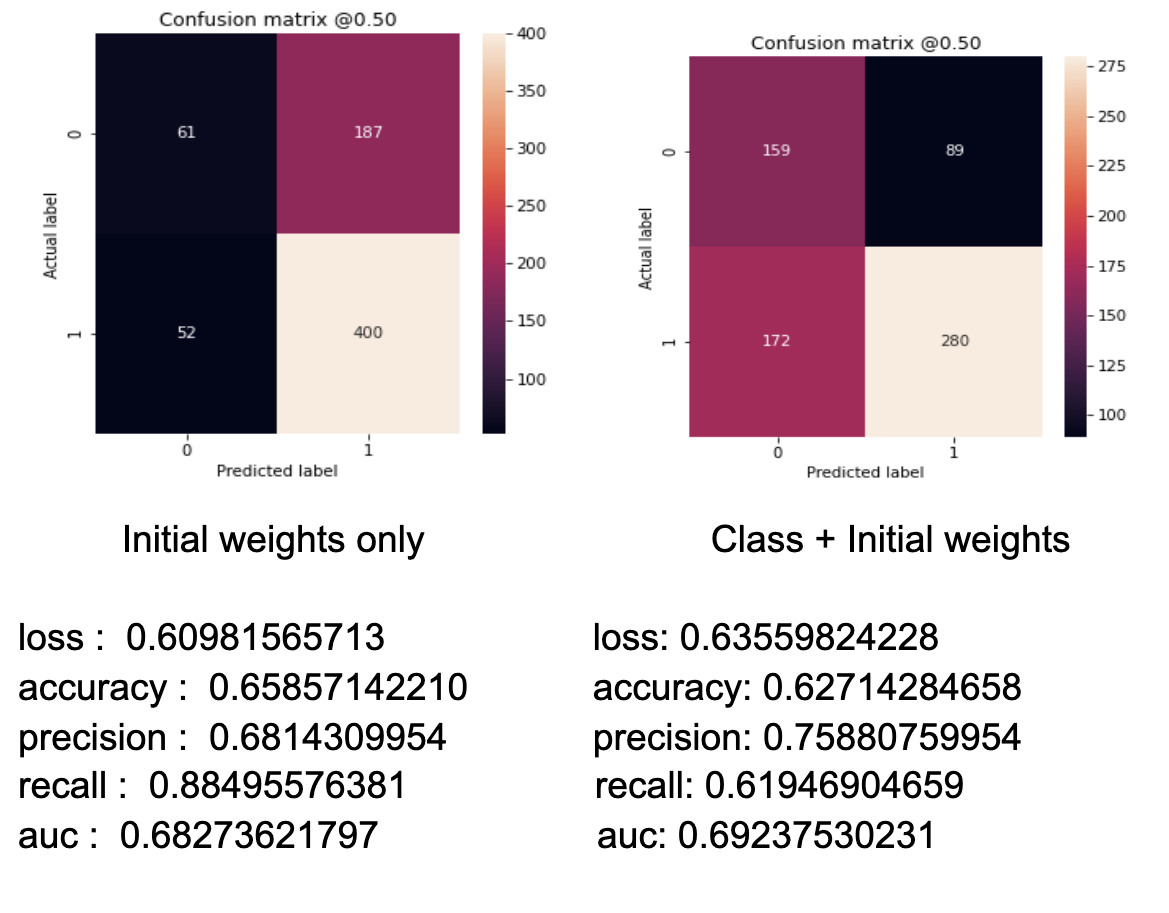 Confusion matrix @0.50
400
350
300
250
200
150
100
Actual label
0
1
61
187
52
400
0
1
Predicted label
Confusion matrix @0.50
275
250
225
200
175
150
125
100
Actual label
0
1
159
89
172
280
0
1
Predicted label
Initial weights only
Class + Initial weights
loss :  0.60981565713
accuracy :  0.65857142210
precision :  0.6814309954
recall :  0.88495576381
auc :  0.68273621797
loss: 0.63559824228
accuracy: 0.62714284658
precision: 0.75880759954
recall: 0.61946904659
auc: 0.69237530231